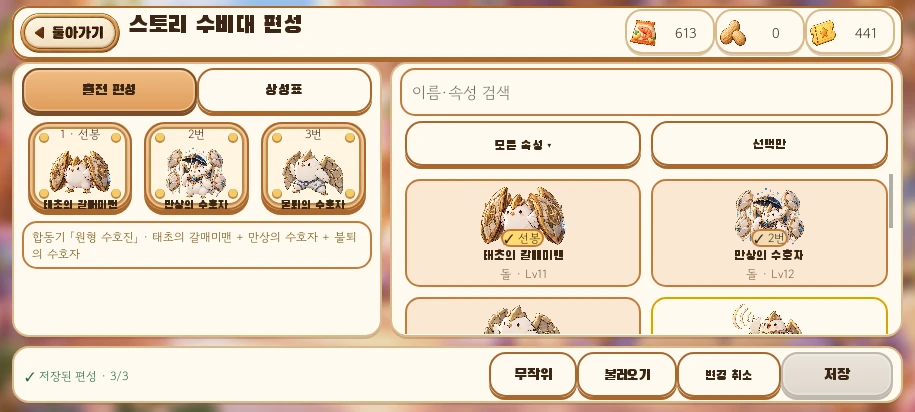 돌아가기
스토리 수비대 편성
613
0
441
출전 편성
상성표
이름·속성 검색
모든 속성 ▾
선택만
1 · 선봉
2번
3번
태초의 갈매미맨
만상의 수호자
불퇴의 수호자
합동기 「원형 수호진」 · 태초의 갈매미맨 + 만상의 수호자 + 불퇴
의 수호자
✓ 선봉
태초의 갈매미맨
돌 · Lv11
✓ 2번
만상의 수호자
돌 · Lv12
✓ 저장된 편성 · 3/3
무작위
불러오기
변경 취소
저장